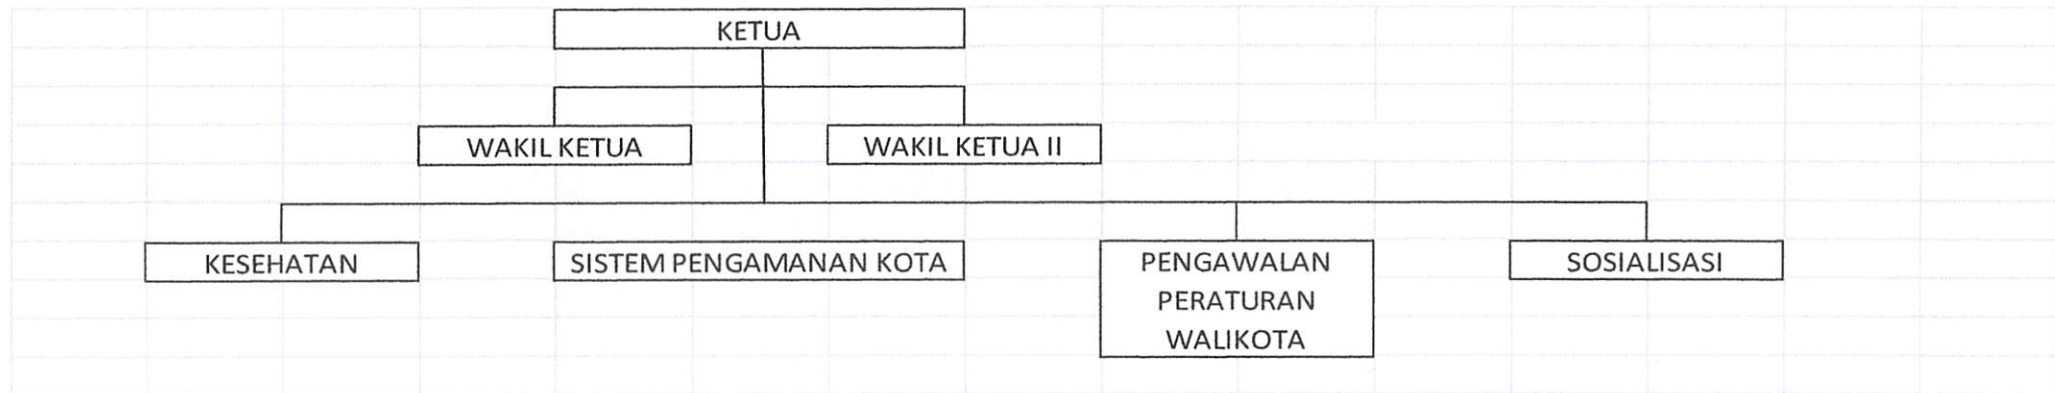 KETUA
WAKIL KETUA
WAKIL KETUA II
KESEHATAN
SISTEM PENGAMANAN KOTA
PENGAWALAN
PERATURAN
WALIKOTA
SOSIALISASI